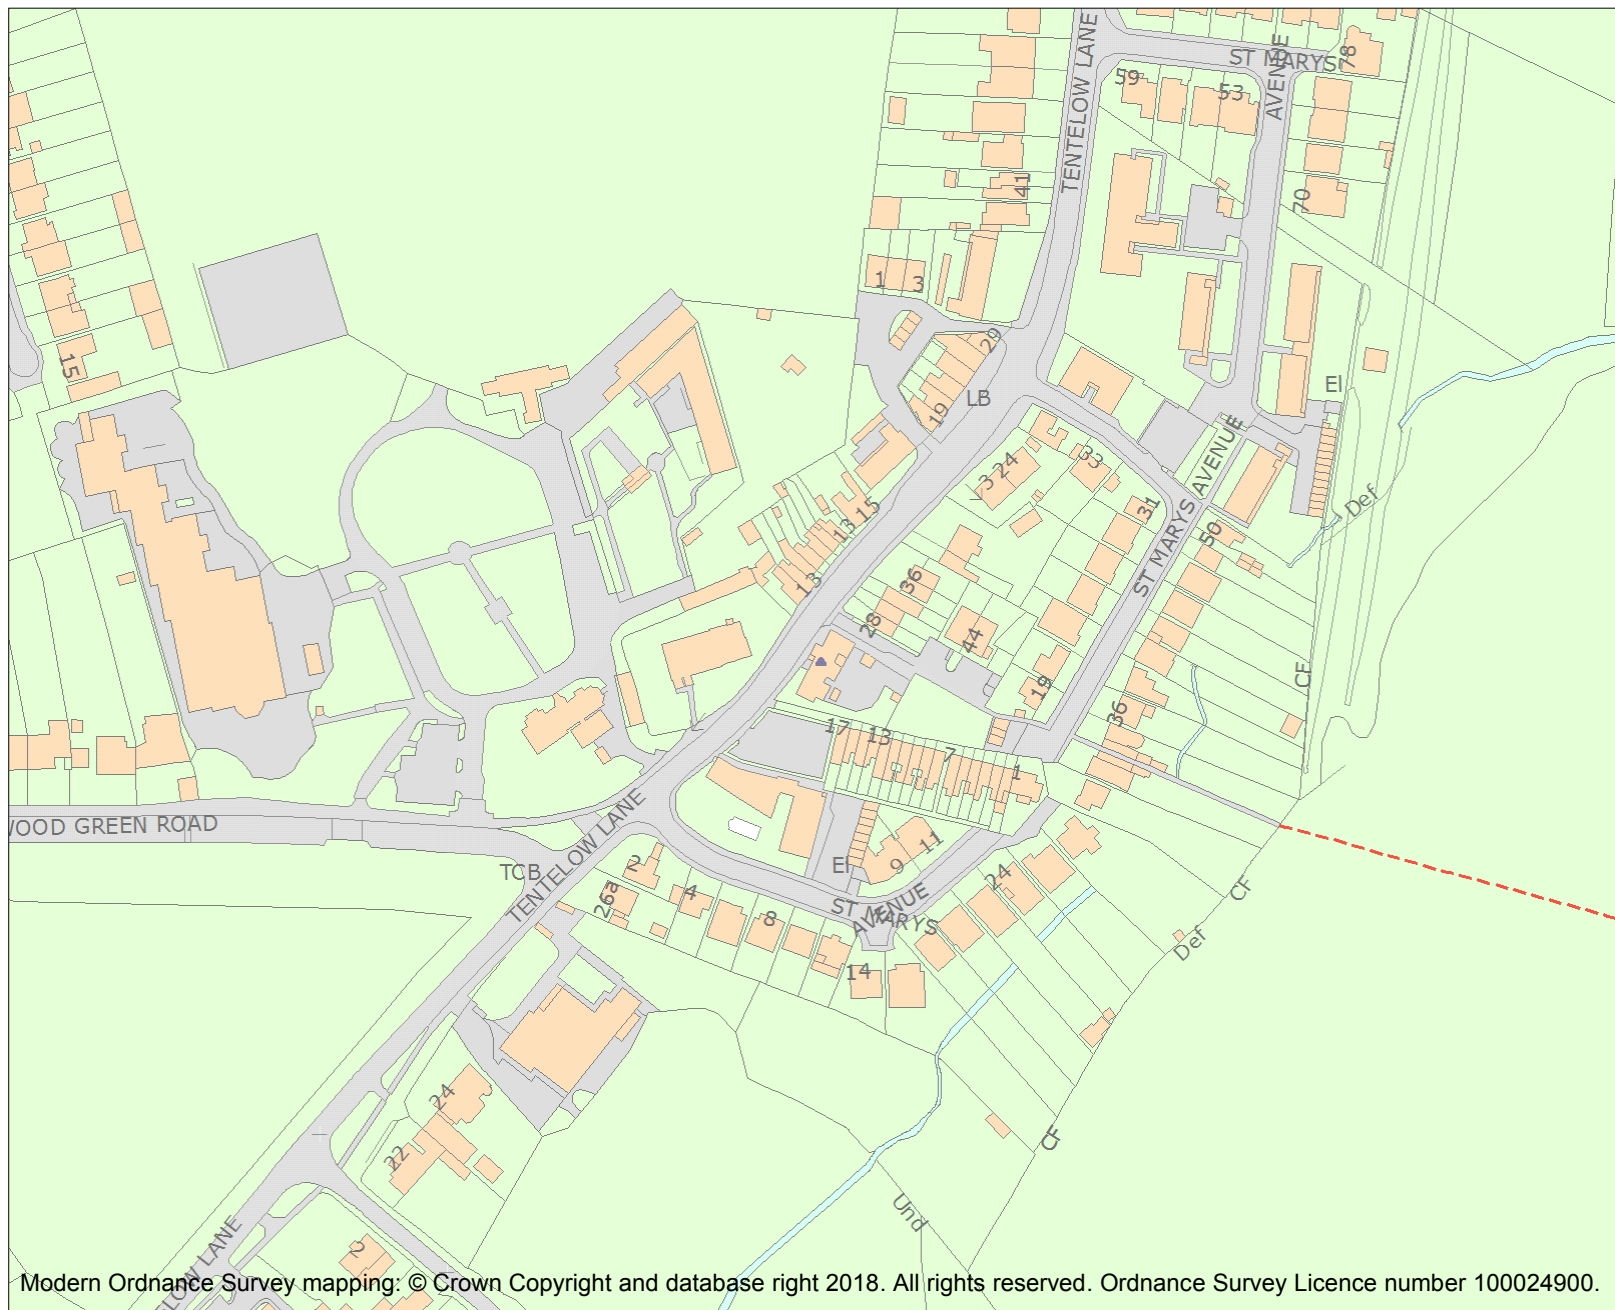 TENTELOW LANE
ST MARYS
AVENUE
78
59
53
41
70
1
3
29
15
19
LB
El
3
24
33
31
ST MARYS AVENUE
Def
50
15
13
13
36
28
44
19
CF
36
17
13
7
1
WOOD GREEN ROAD
TENTELOW LANE
TCB
2
26a
4
8
El
9
11
24
ST MARYS
AVENUE
14
CF
Def
24
22
CF
Und
2
LOW LANE
Modern Ordnance Survey mapping: © Crown Copyright and database right 2018. All rights reserved. Ordnance Survey Licence number 100024900.